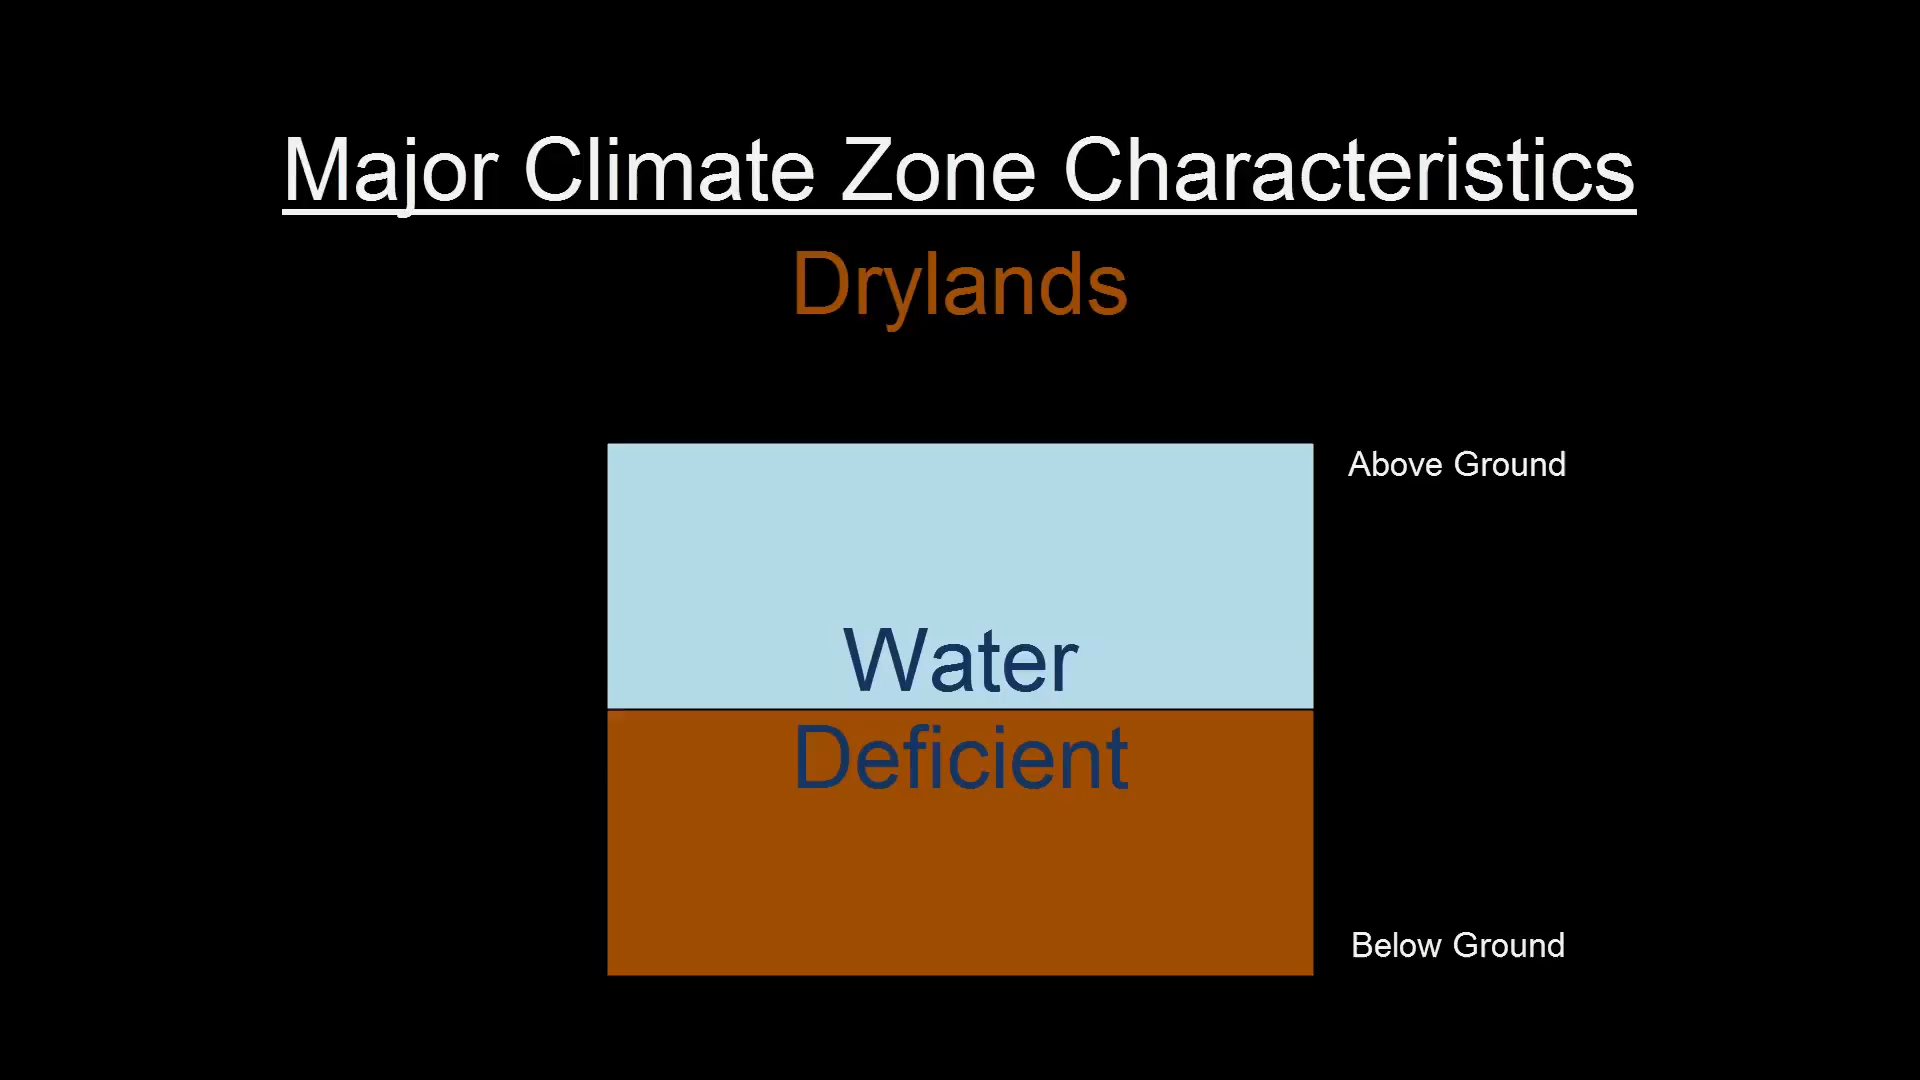 Major Climate Zone Characteristics
Drylands
Above Ground
Water
Deficient
Below Ground